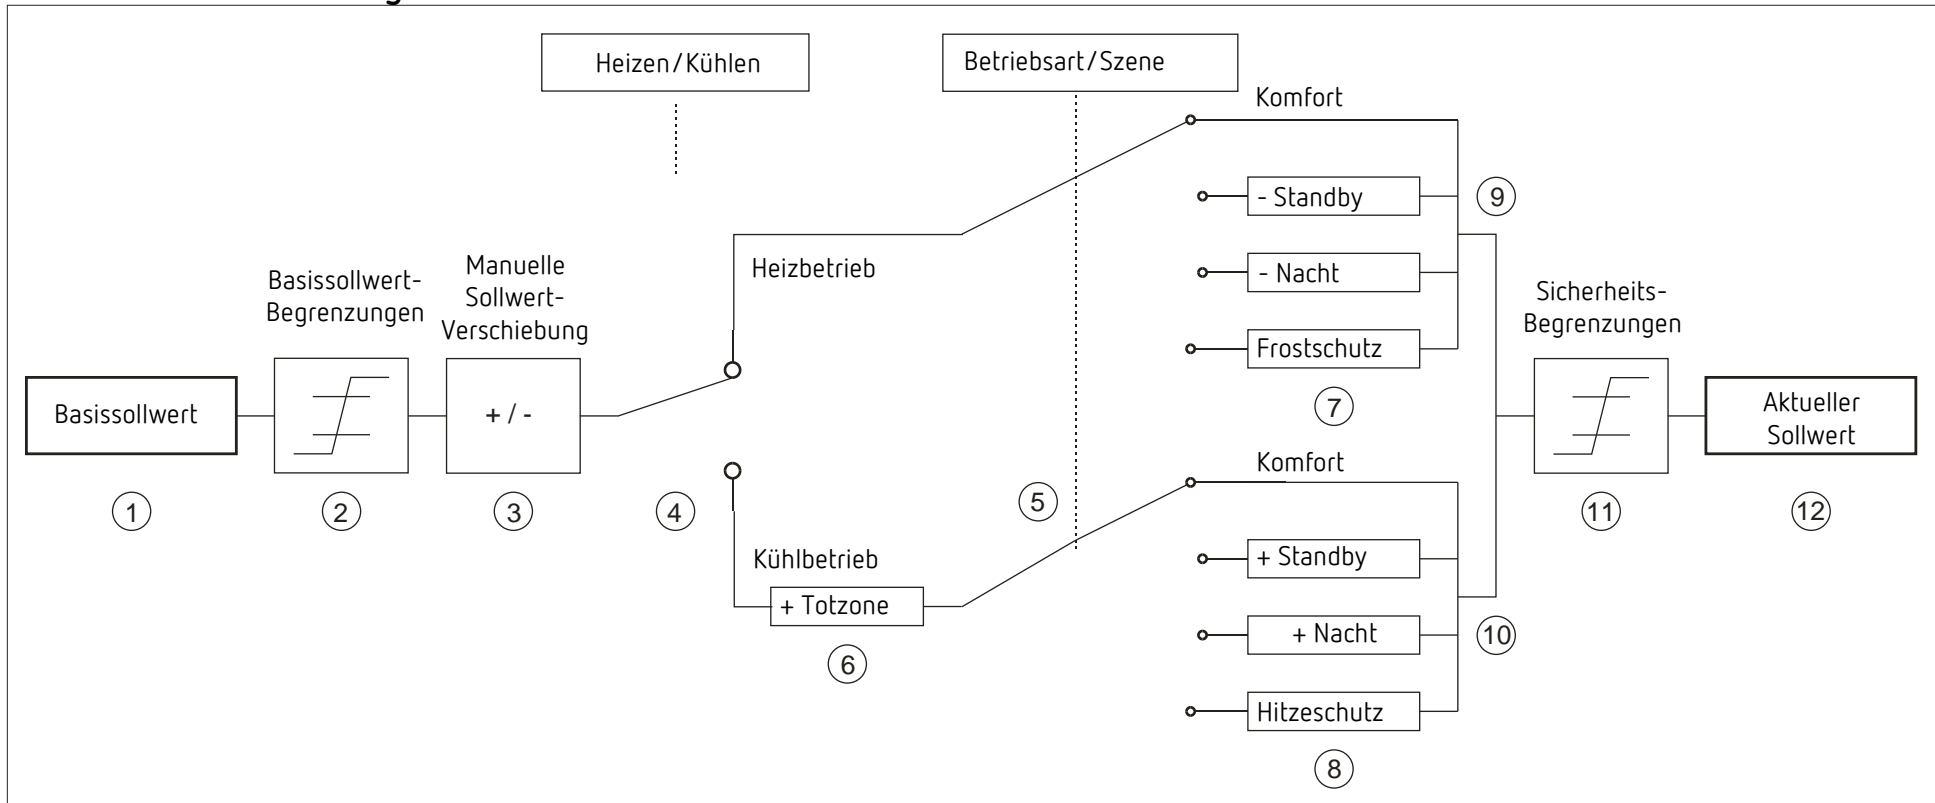 Heizen/Kühlen
Betriebsart/Szene
Komfort
- Standby
9
- Nacht
Heizbetrieb
Frostschutz
7
Basissollwert-
Begrenzungen
Manuelle
Sollwert-
Verschiebung
Sicherheits-
Begrenzungen
Basissollwert
+ / -
Aktueller
Sollwert
1
2
3
4
5
11
12
Komfort
Kühlbetrieb
+ Totzone
6
+ Standby
+ Nacht
10
Hitzeschutz
8